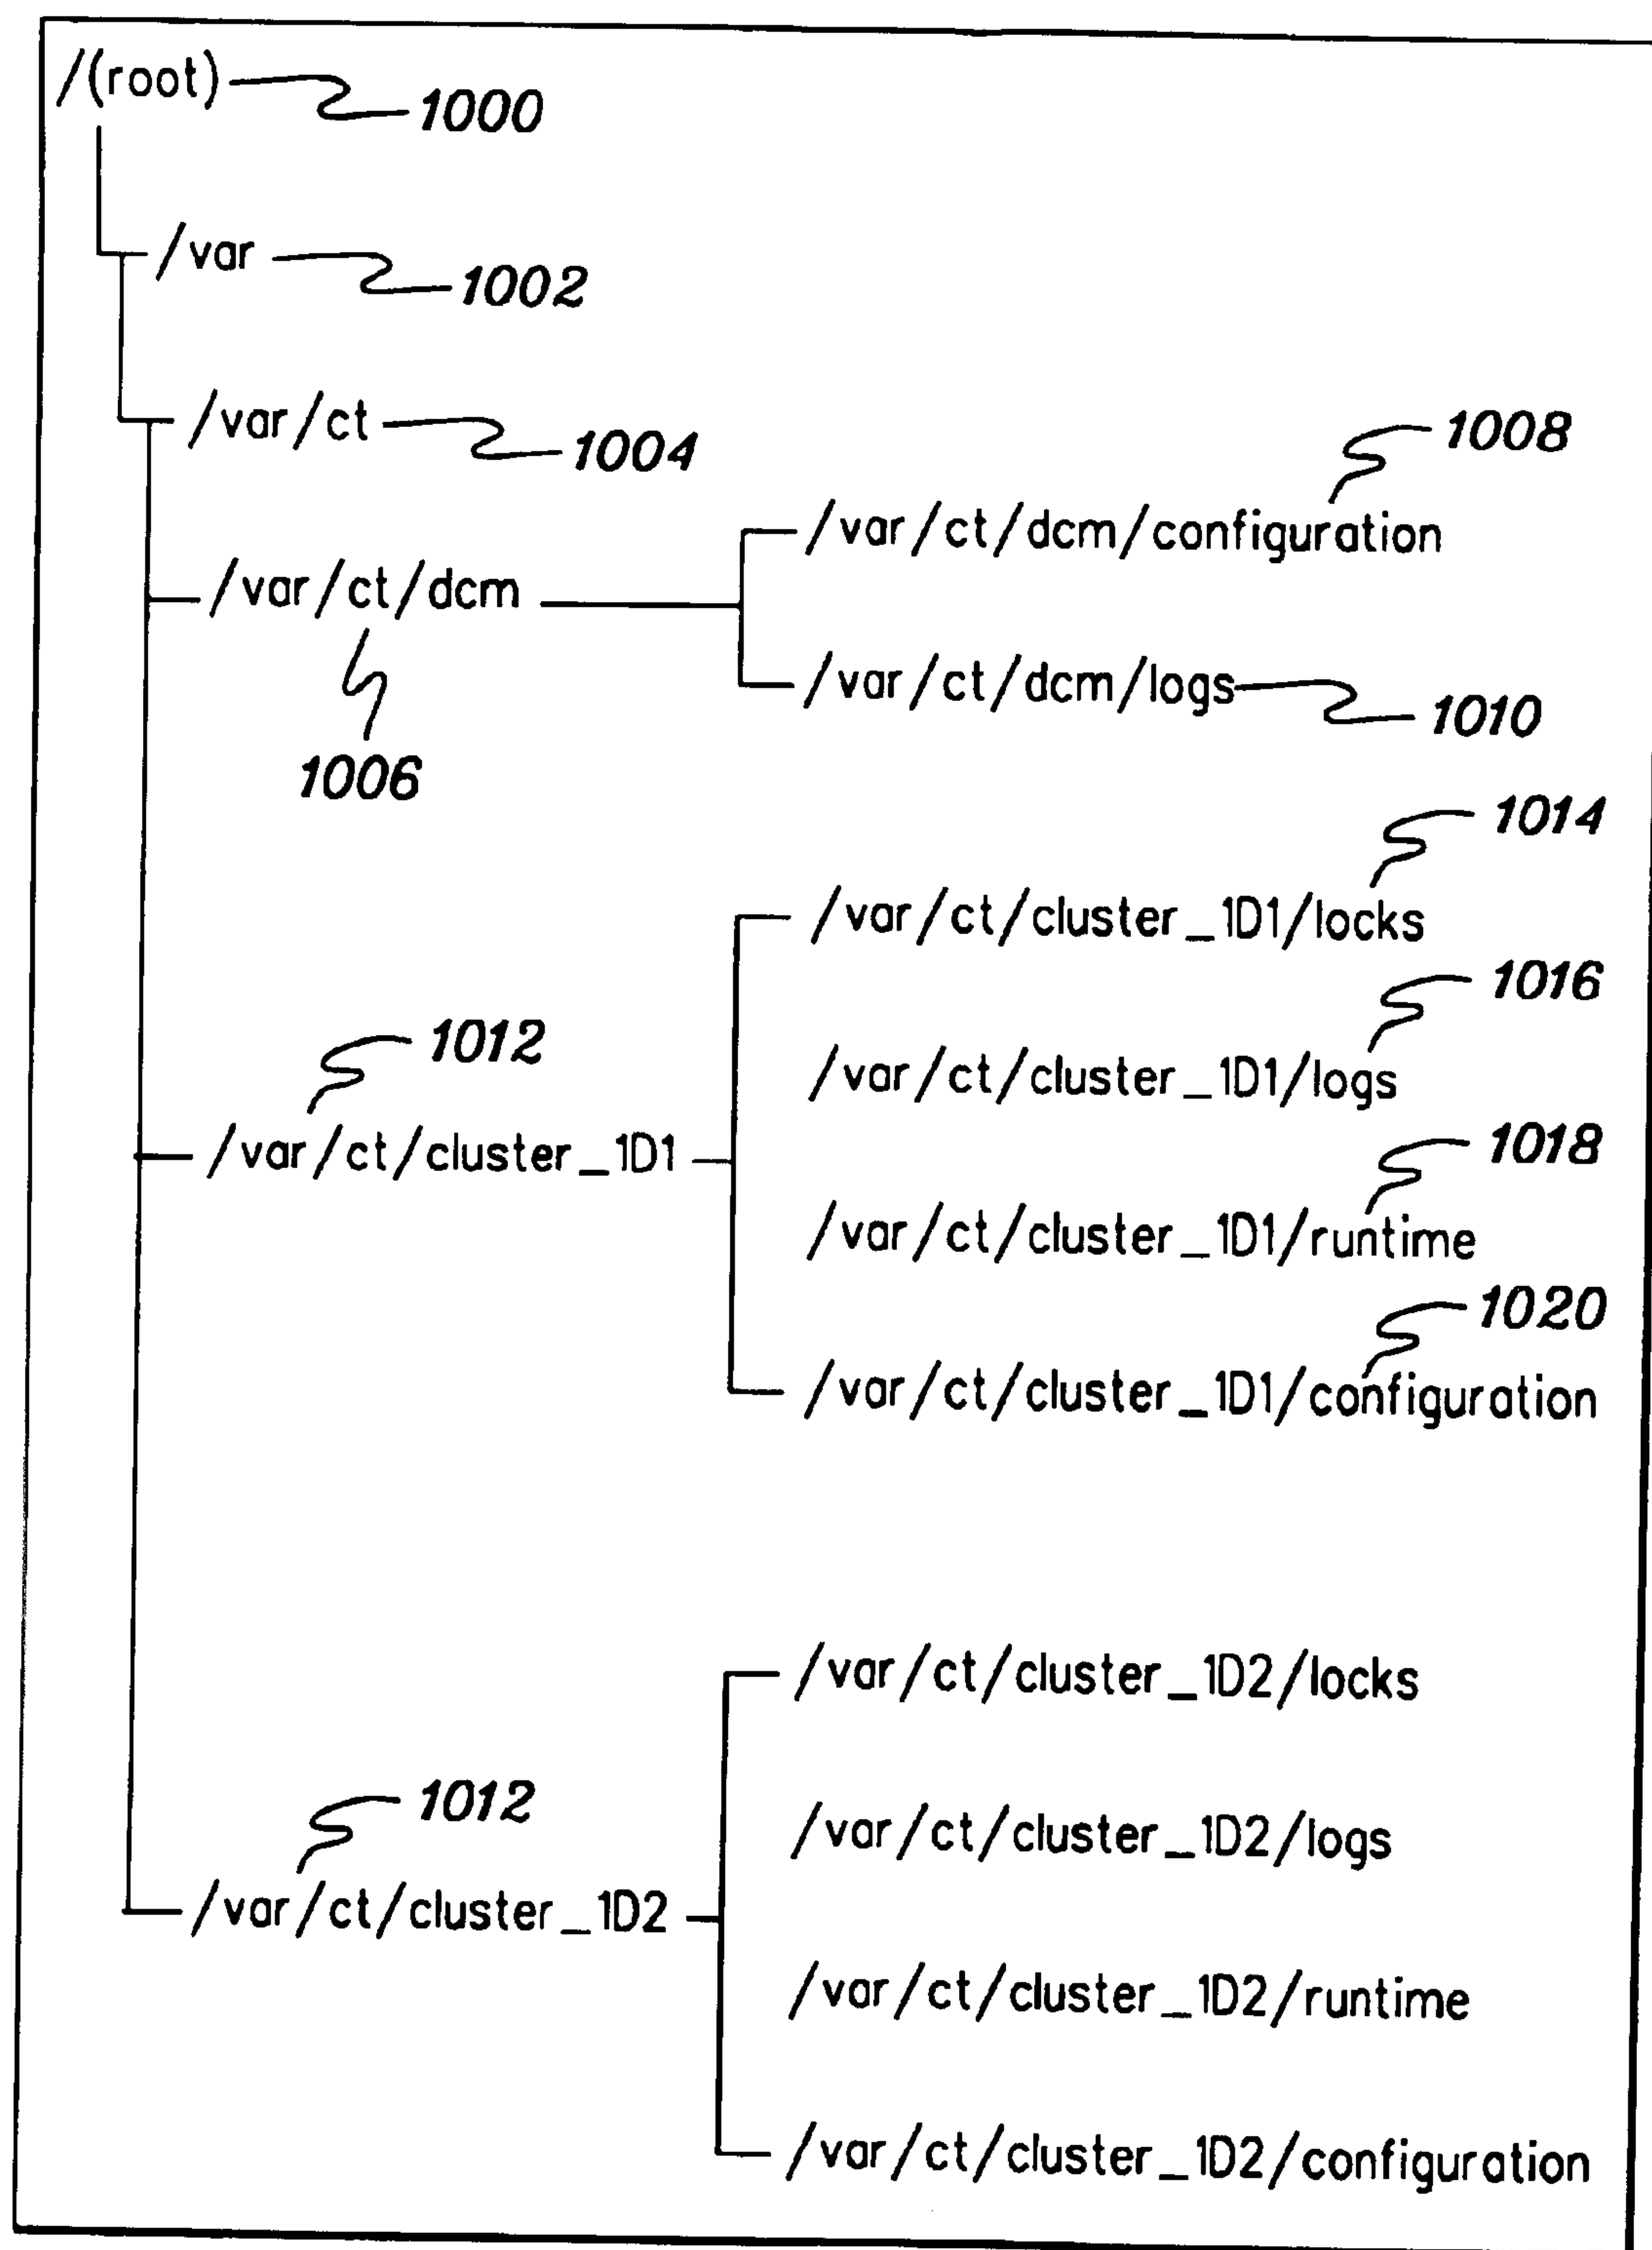 /(root) 1000
/var 1002
/var/ct 1004
1008
/var/ct/dcm/configuration
/var/ct/dcm
/var/ct/dcm/logs 1010
1006
1014
/var/ct/cluster_1D1/locks
1016
/var/ct/cluster_1D1/logs
1012
/var/ct/cluster_1D1
1018
/var/ct/cluster_1D1/runtime
1020
/var/ct/cluster_1D1/configuration
/var/ct/cluster_1D2/locks
1012
/var/ct/cluster_1D2/logs
/var/ct/cluster_1D2
/var/ct/cluster_1D2/runtime
/var/ct/cluster_1D2/configuration